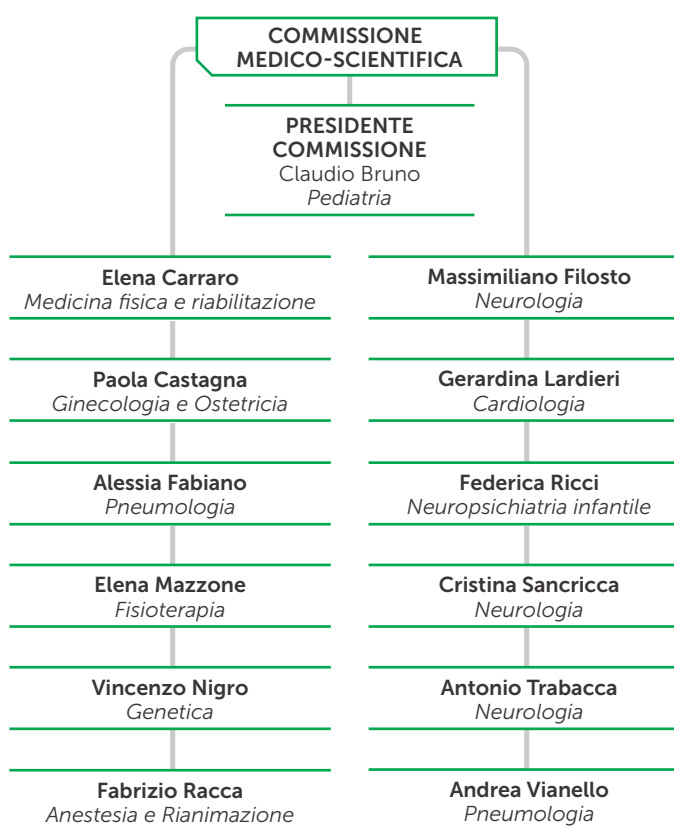 COMMISSIONE
MEDICO-SCIENTIFICA
PRESIDENTE
COMMISSIONE
Claudio Bruno
Pediatria
Elena Carraro
Medicina fisica e riabilitazione
Paola Castagna
Ginecologia e Ostetricia
Alessia Fabiano
Pneumologia
Elena Mazzone
Fisioterapia
Vincenzo Nigro
Genetica
Fabrizio Racca
Anestesia e Rianimazione
Massimiliano Filosto
Neurologia
Gerardina Lardieri
Cardiologia
Federica Ricci
Neuropsichiatria infantile
Cristina Sancricca
Neurologia
Antonio Trabacca
Neurologia
Andrea Vianello
Pneumologia